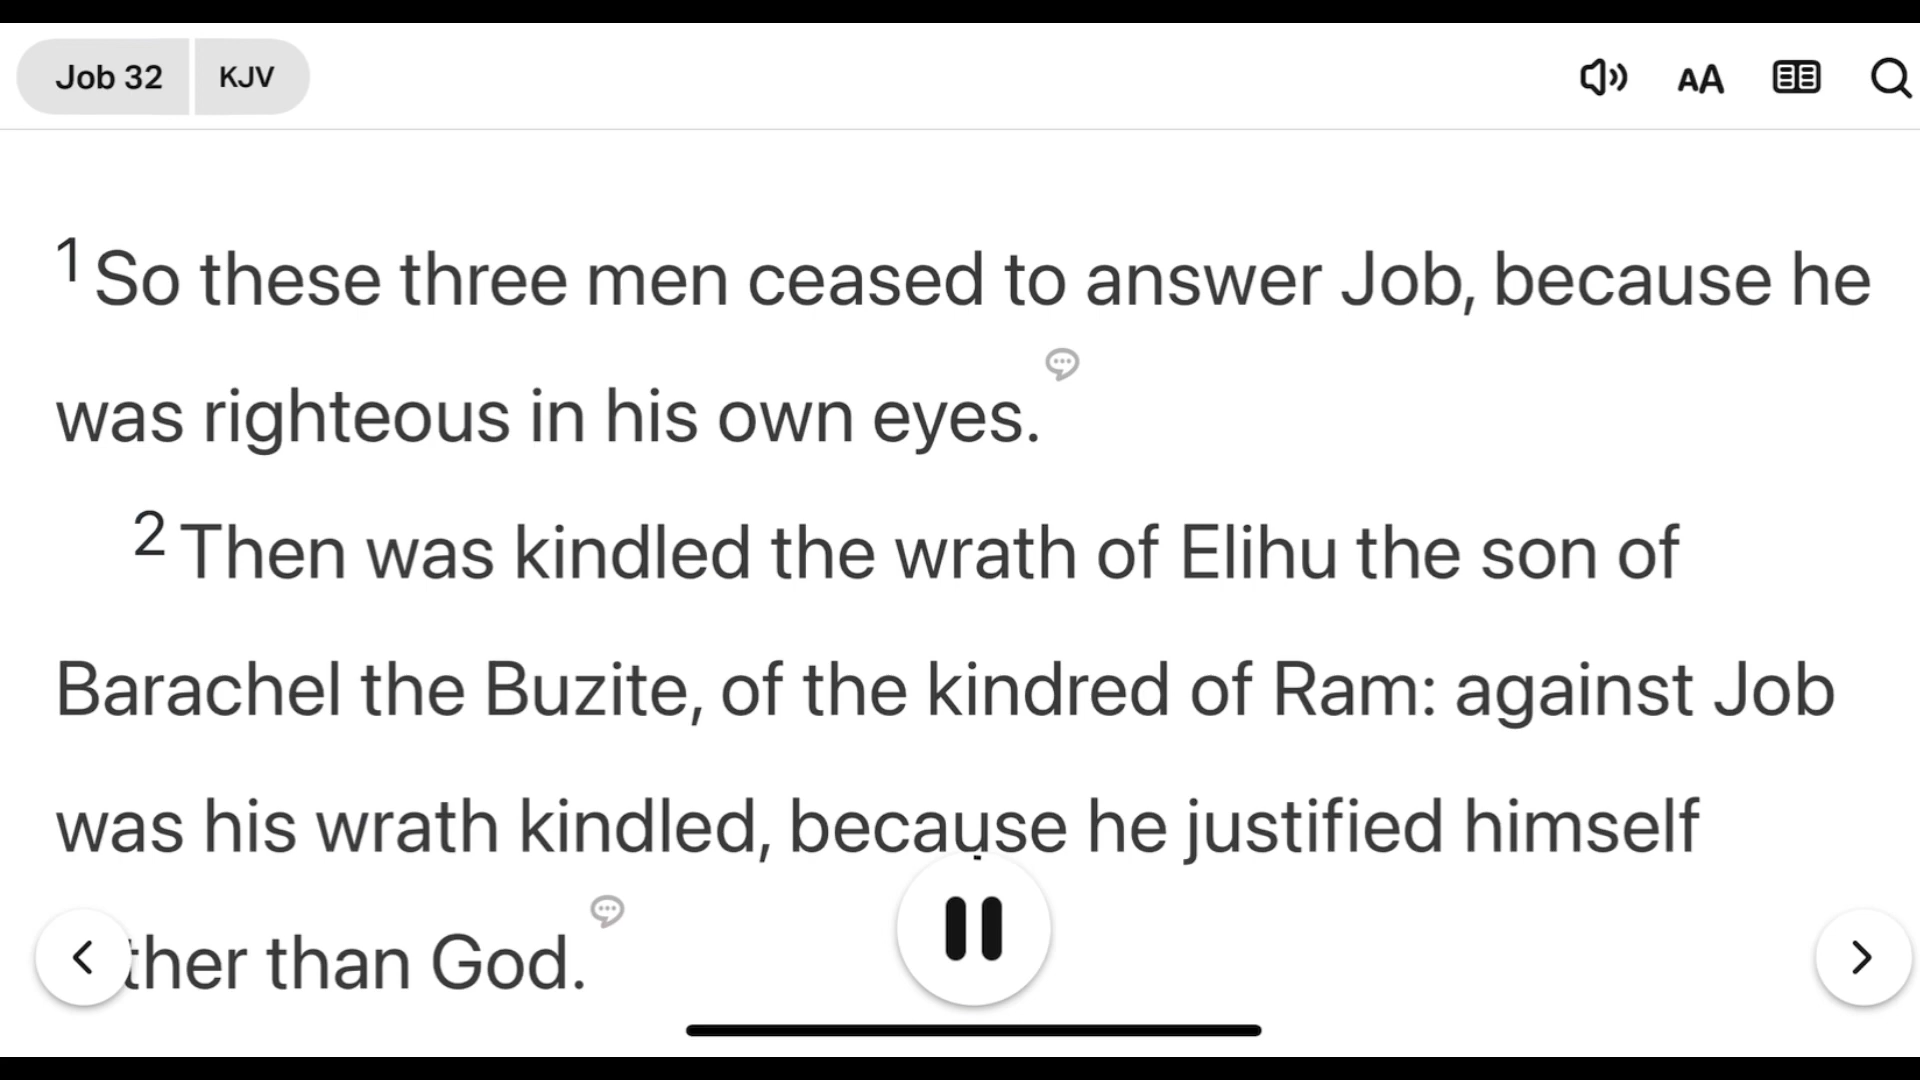 Job 32 KJV AA
1 So these three men ceased to answer Job, because he
was righteous in his own eyes.
2 Then was kindled the wrath of Elihu the son of
Barachel the Buzite, of the kindred of Ram: against Job
was his wrath kindled, because he justified himself
ther than God.